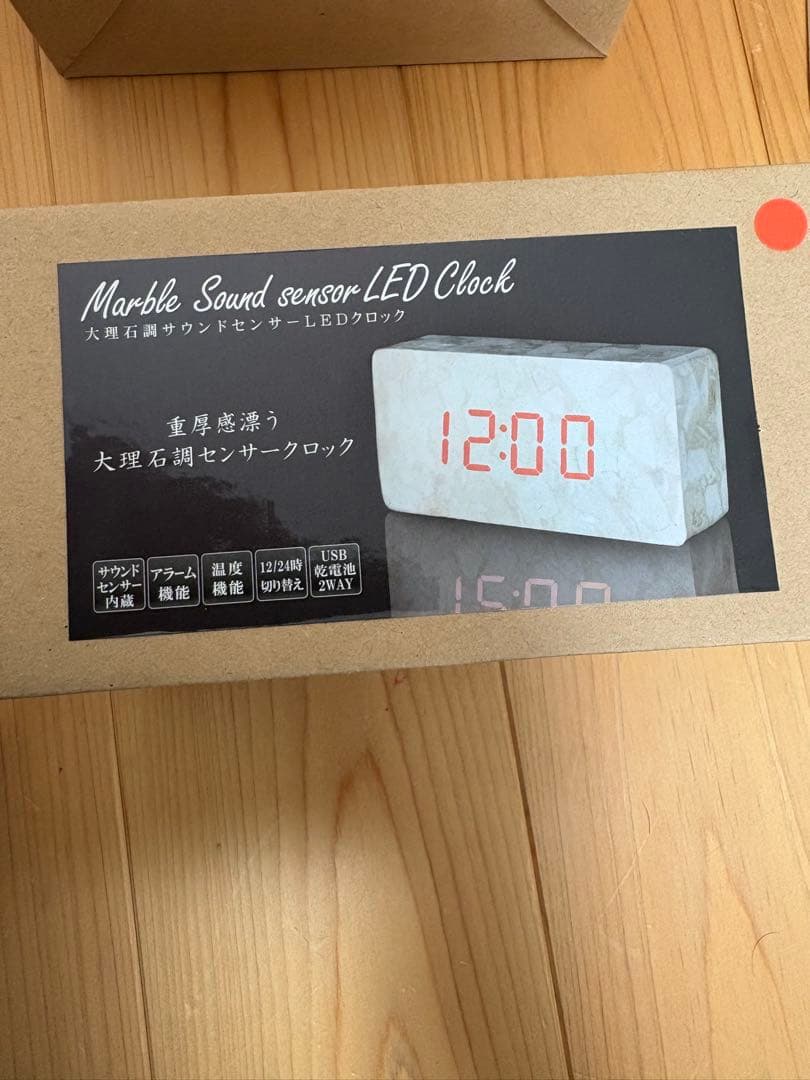 Marble Sound sensor LED Clock
大理石調サウンドセンサーLEDクロック
重厚感漂う
大理石調センサークロック
12:00
サウンド
センサー
内蔵
アラーム
機能
温度
機能
12/24時
切り替え
USB
乾電池
2WAY